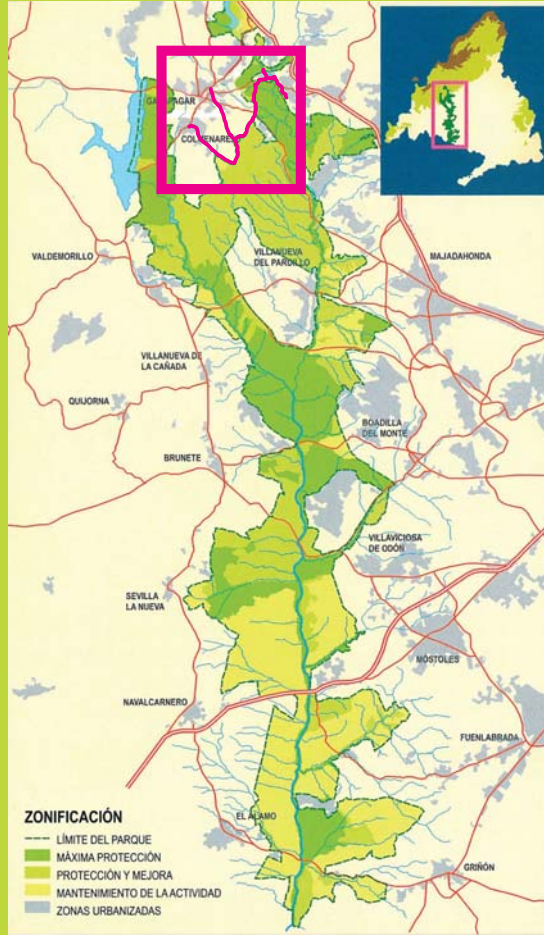 GALAPAGAR
COLMENAREJO
VALDEMORILLO
VILLANUEVA
DEL PARDILLO
MAJADAHONDA
VILLANUEVA DE
LA CAÑADA
QUIJORNA
BOADILLA
DEL MONTE
BRUNETE
VILLAVICIOSA
DE ODÓN
SEVILLA
LA NUEVA
MÓSTOLES
NAVALCARNERO
FUENLABRADA
EL ÁLAMO
GRIÑÓN
ZONIFICACIÓN
LÍMITE DEL PARQUE
MÁXIMA PROTECCIÓN
PROTECCIÓN Y MEJORA
MANTENIMIENTO DE LA ACTIVIDAD
ZONAS URBANIZADAS